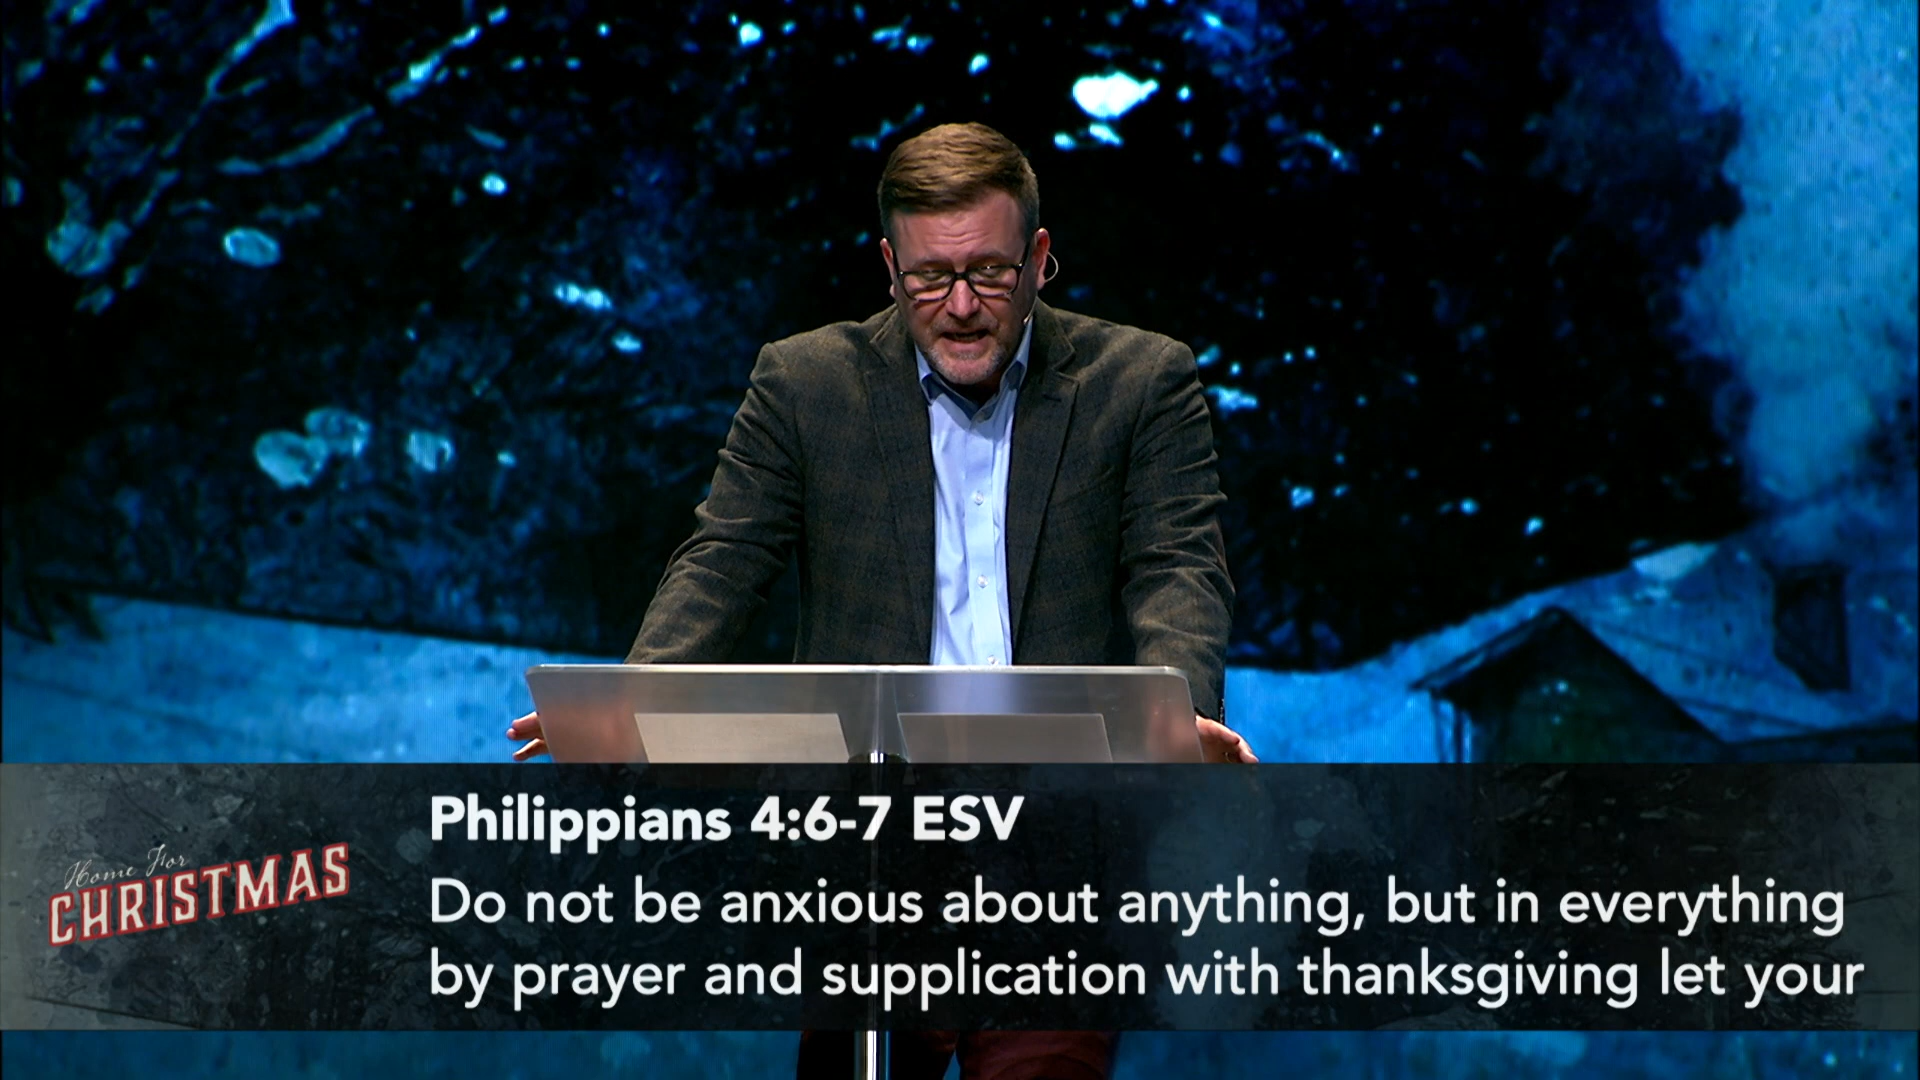 Philippians 4:6-7 ESV
Home For
CHRISTMAS
Do not be anxious about anything, but in everything
by prayer and supplication with thanksgiving let your